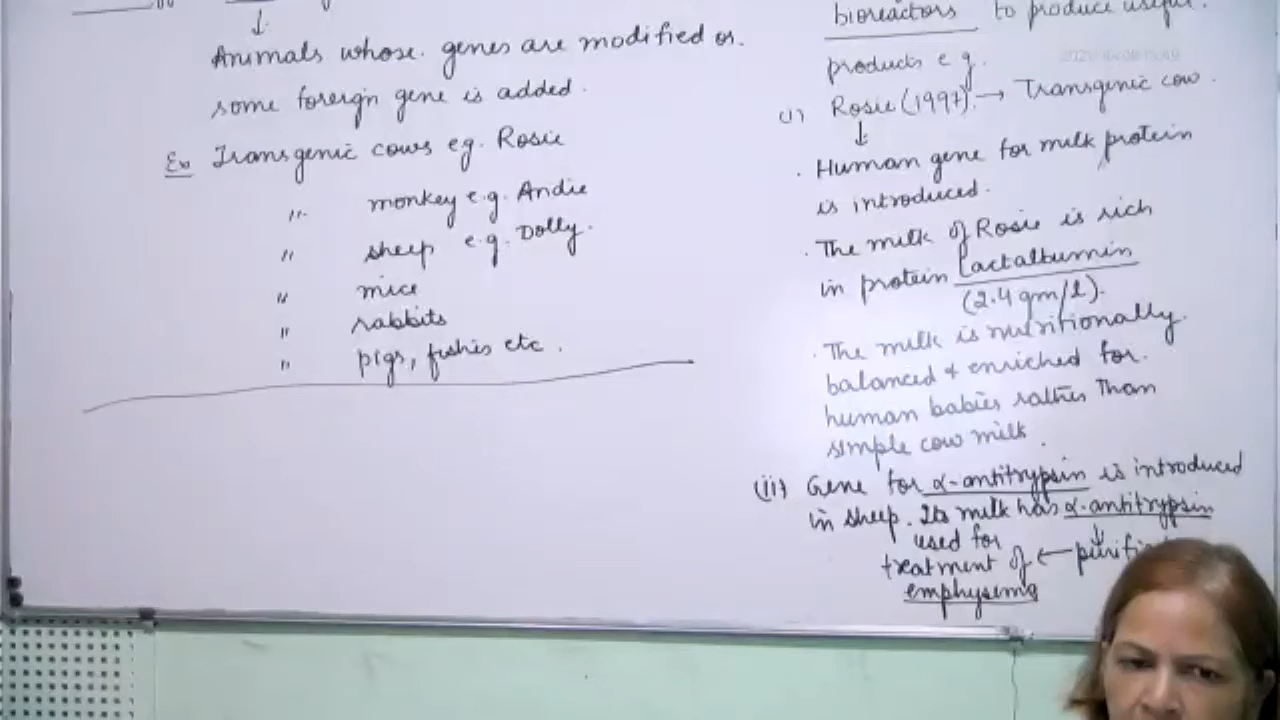 ↓
Animals whose genes are modified or
some foreign gene is added.
Ex Transgenic cows eg. Rosie
" monkey e.g. Andie
" sheep e.g. Dolly.
" mice
" rabbits
" pigs, fishes etc.
bioreactors to produce useful
products e g.
(i) Rosie (1997) → Transgenic cow.
↓
. Human gene for milk protein
is introduced.
. The milk of Rosie is rich
in protein Lactalbumin
(2.4 gm/l).
. The milk is nutritionally
balanced & enriched for
human babies rather than
simple cow milk.
(ii) Gene for α-antitrypsin is introduced
in sheep. Its milk has α-antitrypsin
↓
used for
treatment of ←
emphysema